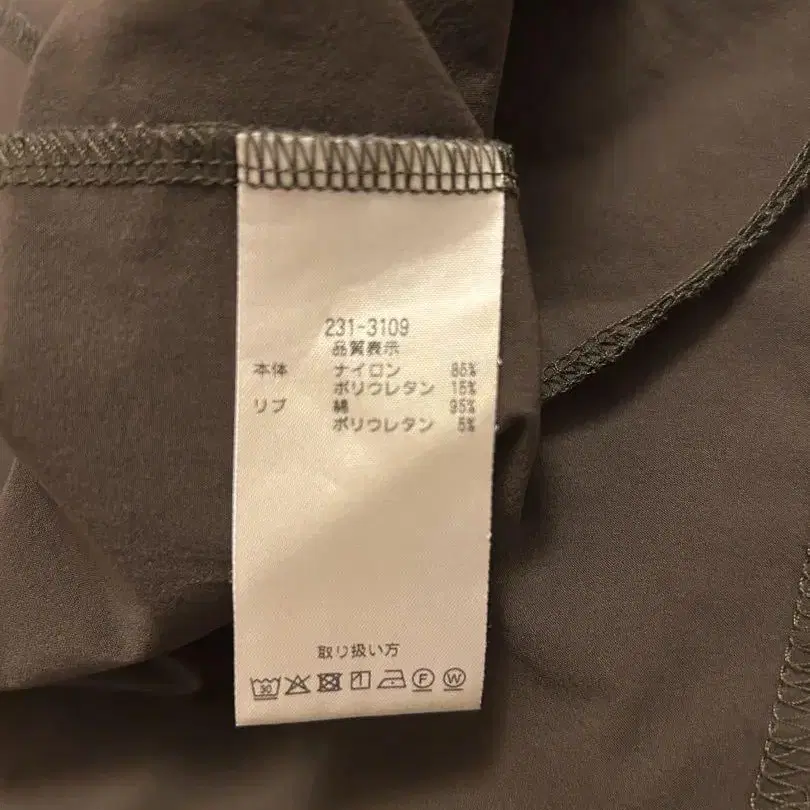 231-3109
品質表示
本体 ナイロン 85%
ポリウレタン 15%
リブ 綿 95%
ポリウレタン 5%
取り扱い方
30 F W